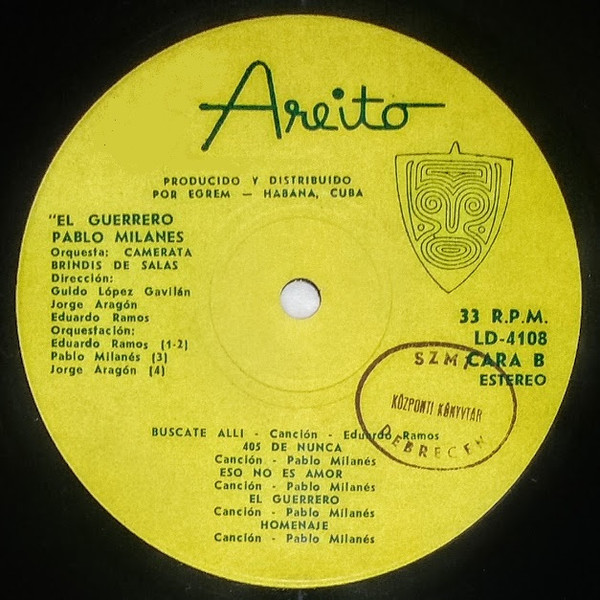 Areito
PRODUCIDO Y DISTRIBUIDO
POR EGREM — HABANA, CUBA
"EL GUERRERO
PABLO MILANES
Orquesta: CAMERATA
BRINDIS DE SALAS
Dirección:
Guido López Gavilán
Jorge Aragón
Eduardo Ramos
Orquestación:
Eduardo Ramos (1-2)
Pablo Milanés (3)
Jorge Aragón (4)
33 R.P.M.
LD-4108
CARA B
ESTEREO
SZMT
KÖZPONTI KÖNYVTÁR
DEBRECEN
BUSCATE ALLI - Canción - Eduardo Ramos
405 DE NUNCA
Canción - Pablo Milanés
ESO NO ES AMOR
Canción - Pablo Milanés
EL GUERRERO
Canción - Pablo Milanés
HOMENAJE
Canción - Pablo Milanés